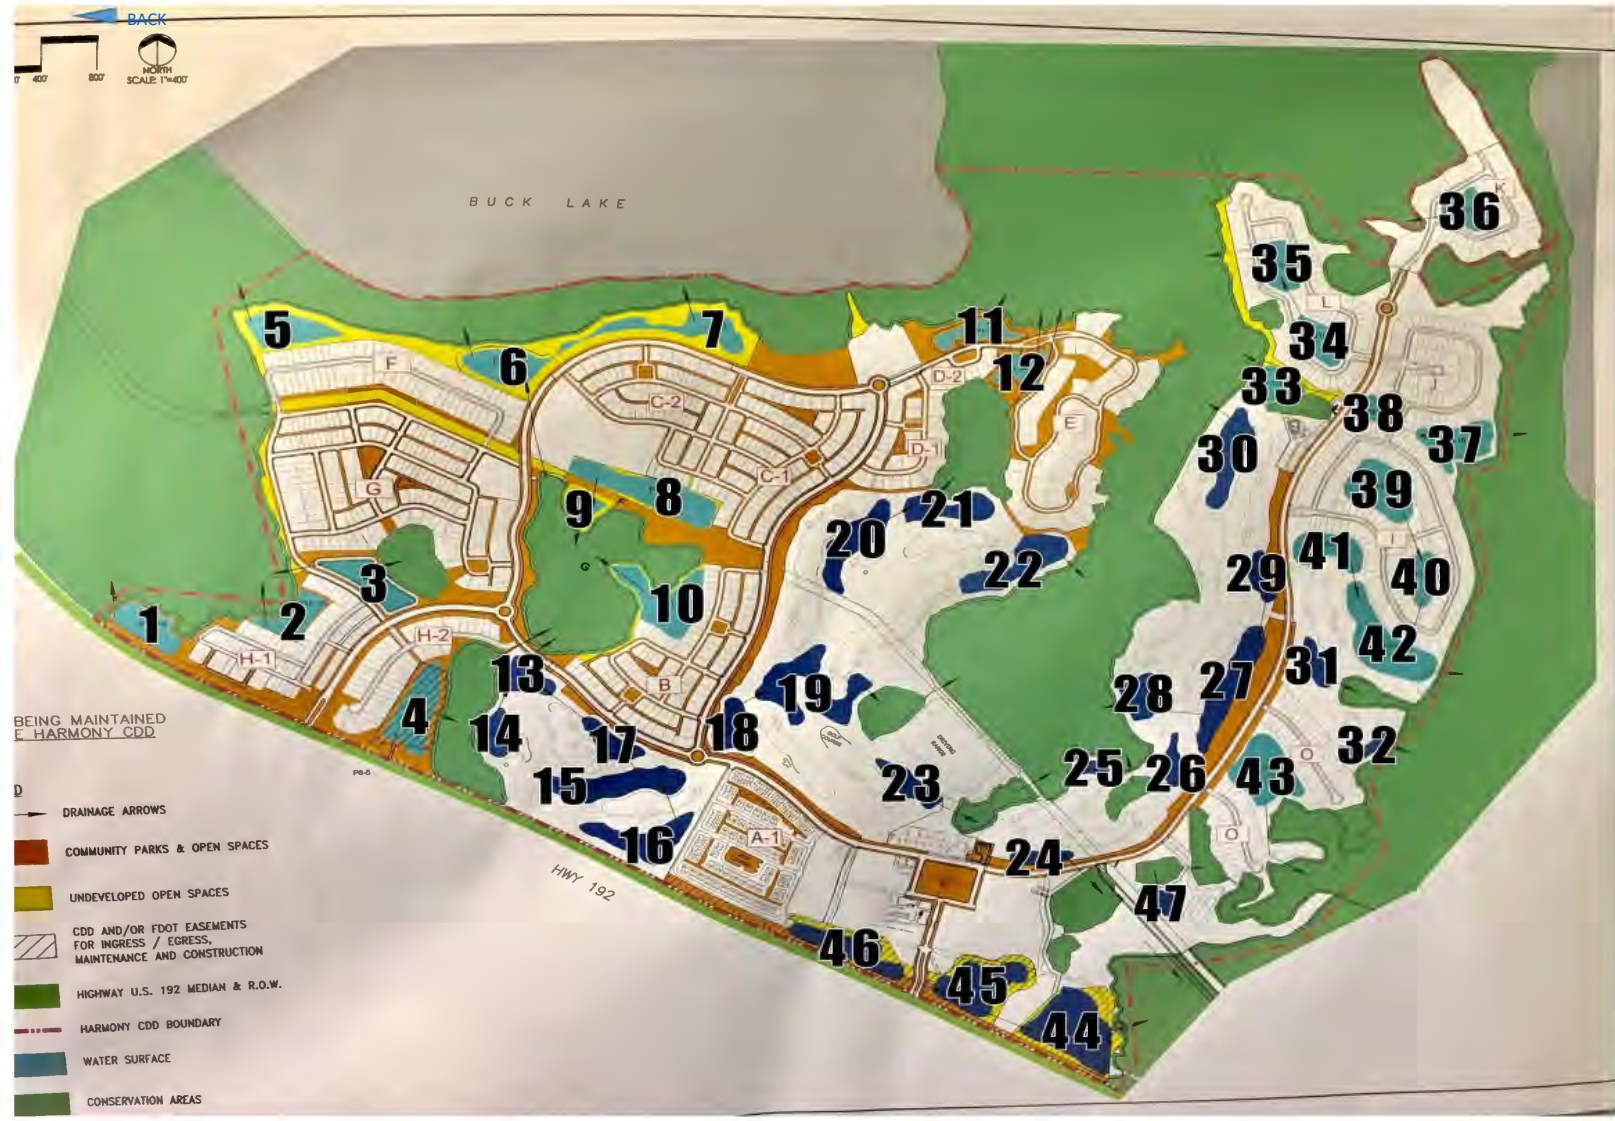 BACK
0' 400' 800'
NORTH
SCALE: 1"=400'
BUCK LAKE
36
K
35
L
34
5
7
6
F
11
12
D-2
33
38
C-2
E
30
37
D-1
C-1
G
8
9
39
I
21
20
22
41
29
40
3
10
1
2
H-2
H-1
42
31
13
B
19
28
27
4
14
17
18
GOLF COURSE
DRIVING RANGE
O
32
15
23
25
26
43
16
A-1
24
O
HWY 192
47
46
45
44
BEING MAINTAINED
E HARMONY CDD
D
DRAINAGE ARROWS
COMMUNITY PARKS & OPEN SPACES
UNDEVELOPED OPEN SPACES
CDD AND/OR FDOT EASEMENTS
FOR INGRESS / EGRESS,
MAINTENANCE AND CONSTRUCTION
HIGHWAY U.S. 192 MEDIAN & R.O.W.
HARMONY CDD BOUNDARY
WATER SURFACE
CONSERVATION AREAS